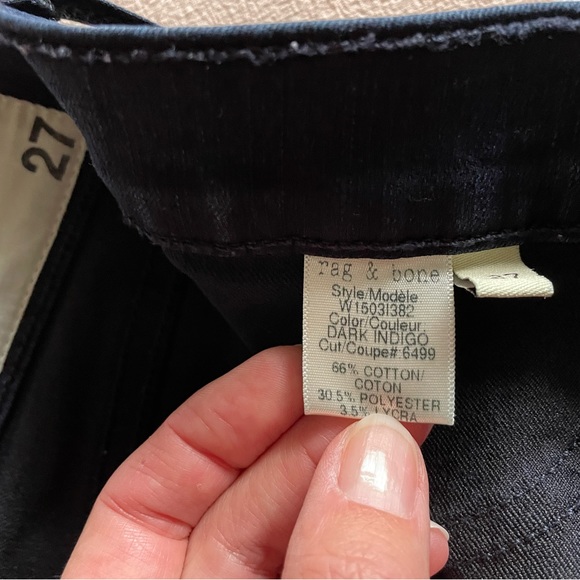 27
rag & bone
Style/Modèle
W1503I382
Color/Couleur
DARK INDIGO
Cut/Coupe#:6499
66% COTTON/
COTON
30.5% POLYESTER
3.5% LYCRA